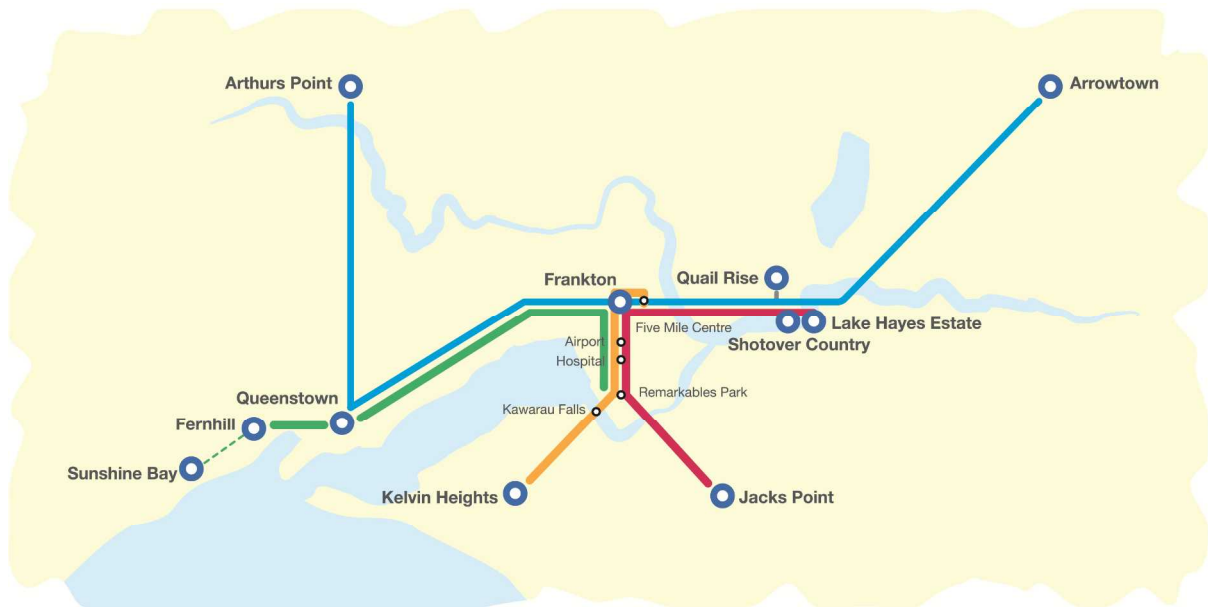 Arthurs Point
Arrowtown
Frankton
Quail Rise
Five Mile Centre
Lake Hayes Estate
Shotover Country
Airport
Hospital
Remarkables Park
Queenstown
Kawarau Falls
Fernhill
Sunshine Bay
Kelvin Heights
Jacks Point